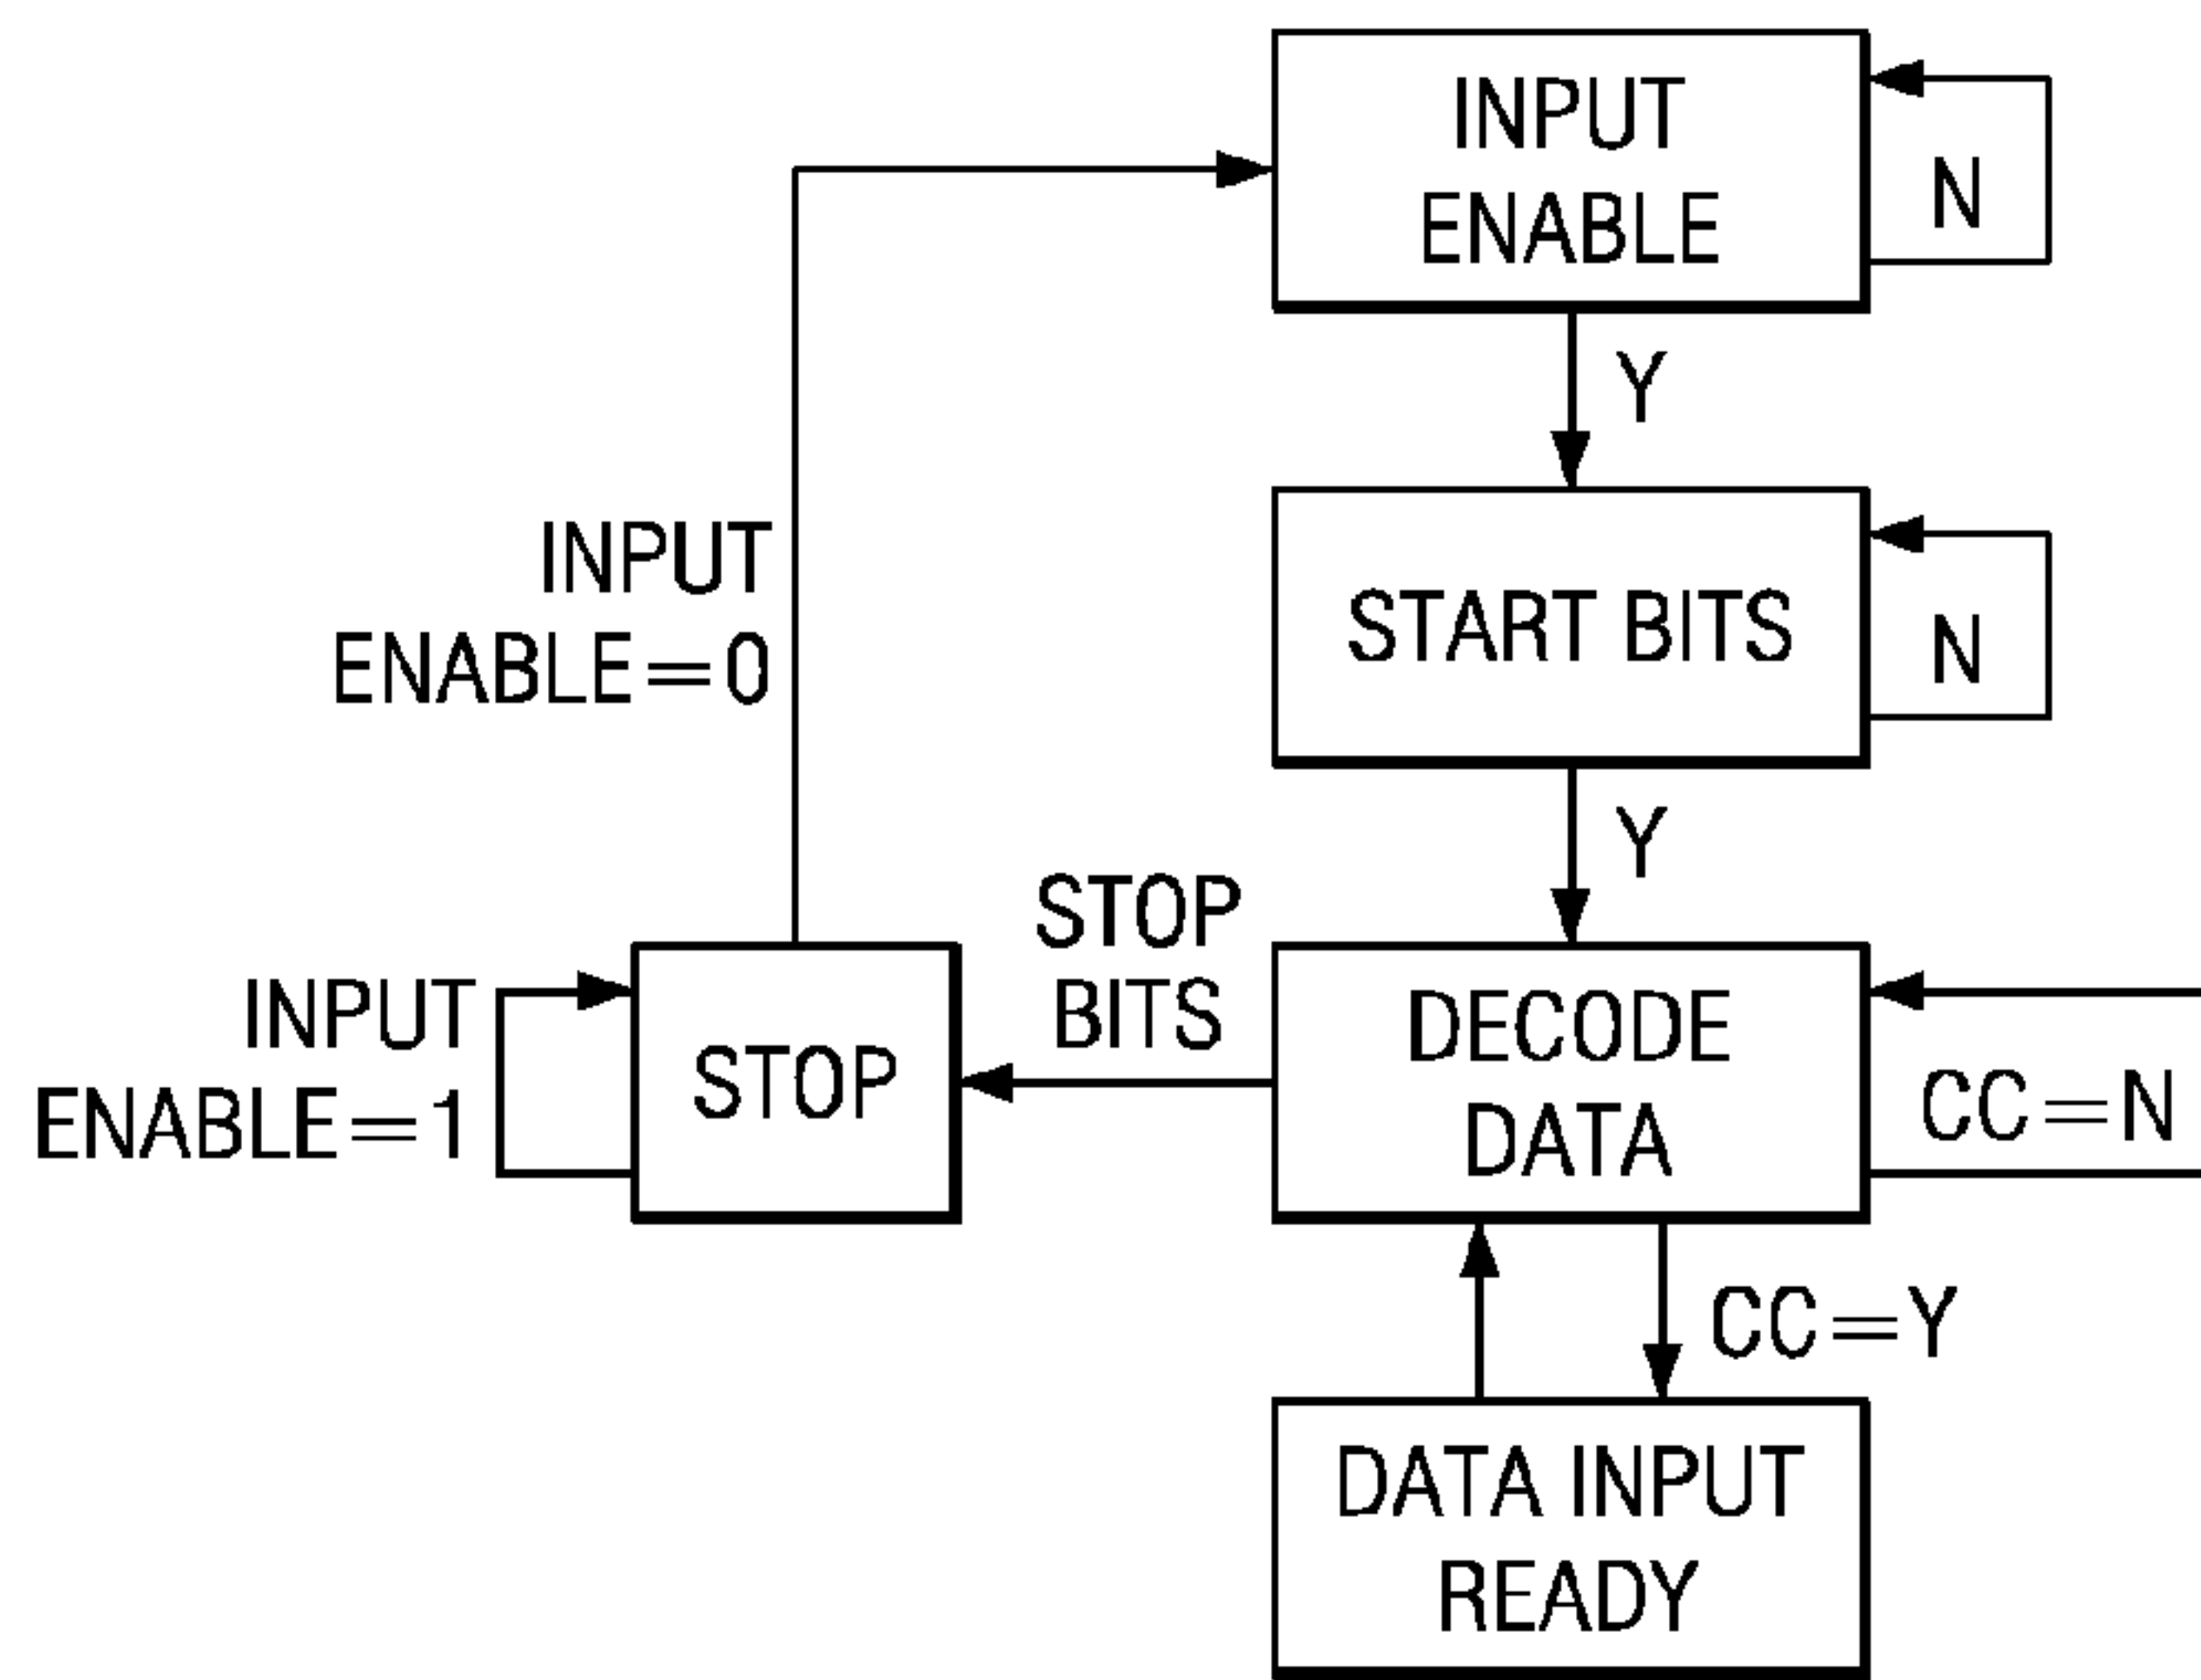 INPUT
ENABLE
N
Y
INPUT
ENABLE=0
START BITS
N
Y
STOP
BITS
INPUT
ENABLE=1
STOP
DECODE
DATA
CC=N
CC=Y
DATA INPUT
READY